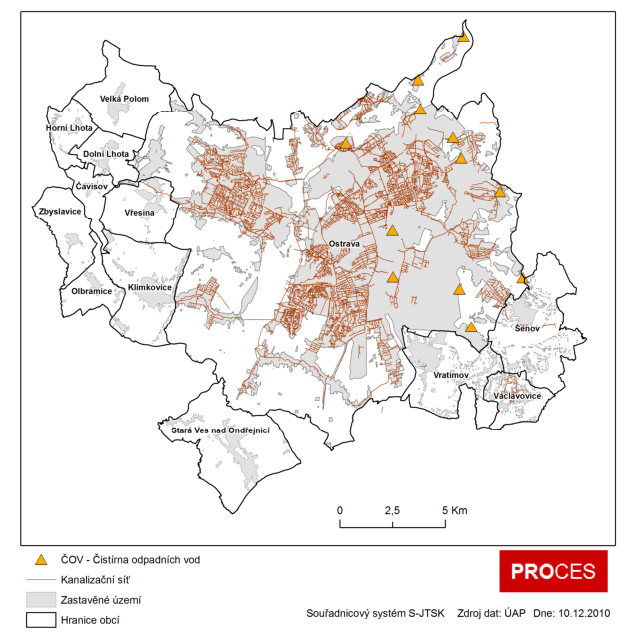 Velká Polom
Horní Lhota
Dolní Lhota
Čavisov
Zbyslavice
Vřesina
Ostrava
Olbramice
Klimkovice
Šenov
Vratimov
Václavovice
Stará Ves nad Ondřejnicí
0 2,5 5 Km
ČOV - Čistírna odpadních vod
Kanalizační síť
Zastavěné území
Hranice obcí
PROCES
Souřadnicový systém S-JTSK Zdroj dat: ÚAP Dne: 10.12.2010